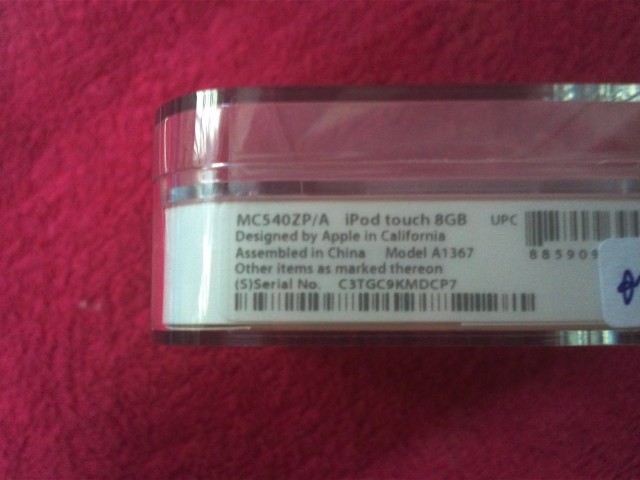 MC540ZP/A iPod touch 8GB UPC
Designed by Apple in California
Assembled in China Model A1367
885909
Other items as marked thereon
(S)Serial No. C3TGC9KMDCP7